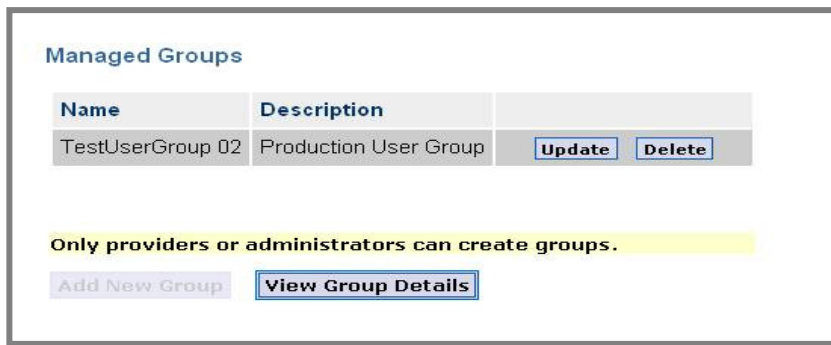 Managed Groups
Name Description
TestUserGroup 02 Production User Group Update Delete
Only providers or administrators can create groups.
Add New Group View Group Details